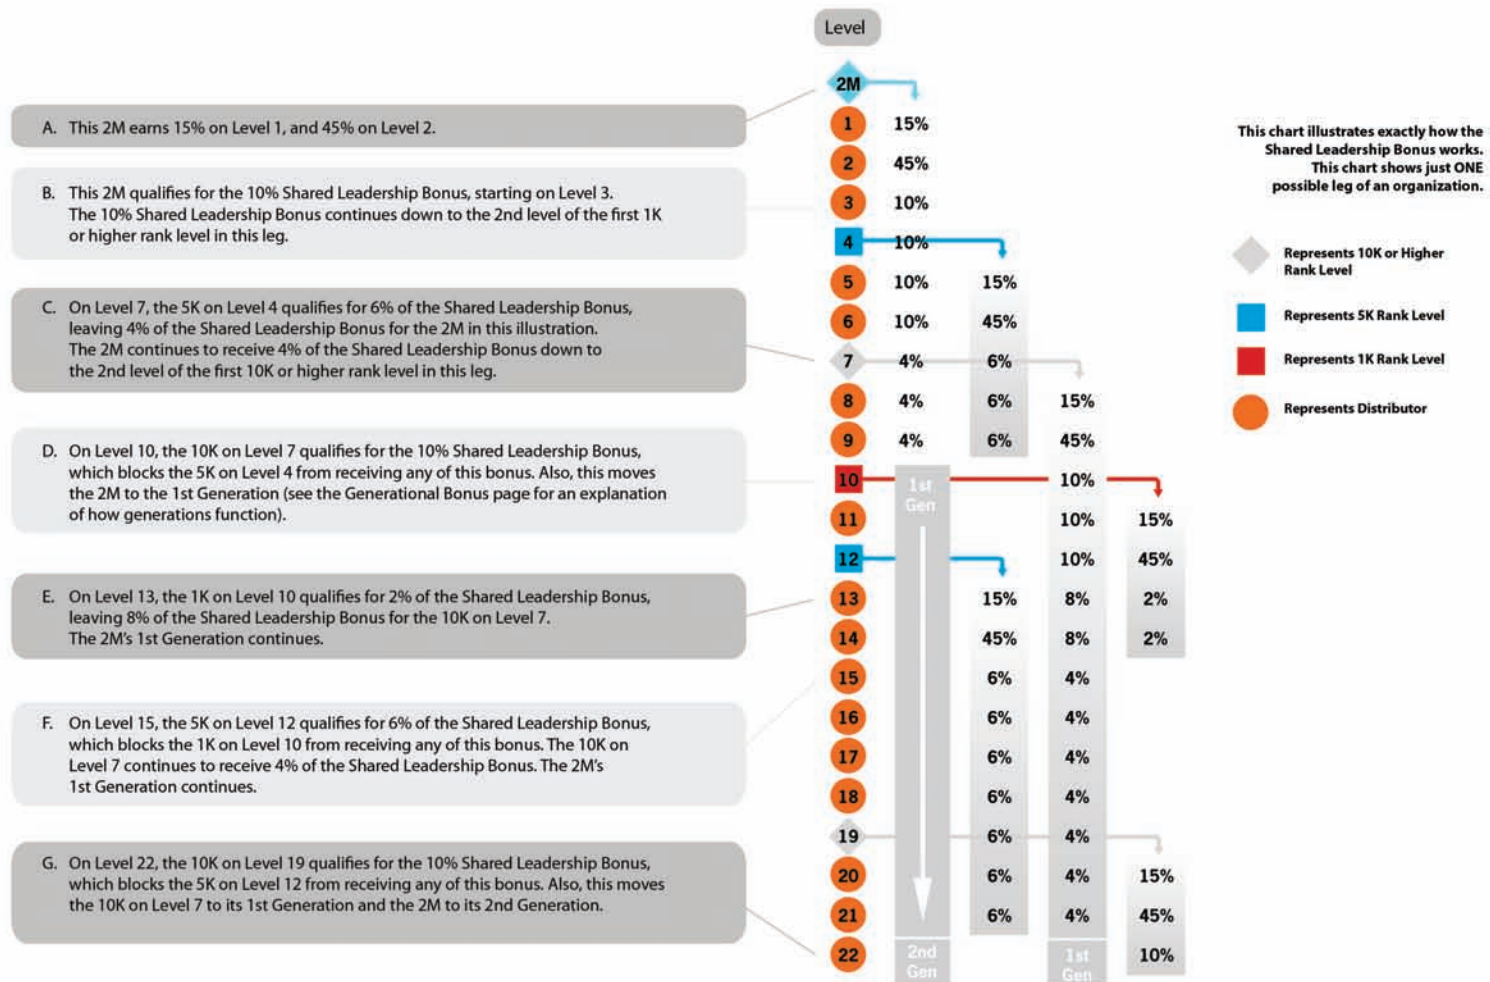 Level
A. This 2M earns 15% on Level 1, and 45% on Level 2.
B. This 2M qualifies for the 10% Shared Leadership Bonus, starting on Level 3.
The 10% Shared Leadership Bonus continues down to the 2nd level of the first 1K
or higher rank level in this leg.
C. On Level 7, the 5K on Level 4 qualifies for 6% of the Shared Leadership Bonus,
leaving 4% of the Shared Leadership Bonus for the 2M in this illustration.
The 2M continues to receive 4% of the Shared Leadership Bonus down to
the 2nd level of the first 10K or higher rank level in this leg.
D. On Level 10, the 10K on Level 7 qualifies for the 10% Shared Leadership Bonus,
which blocks the 5K on Level 4 from receiving any of this bonus. Also, this moves
the 2M to the 1st Generation (see the Generational Bonus page for an explanation
of how generations function).
E. On Level 13, the 1K on Level 10 qualifies for 2% of the Shared Leadership Bonus,
leaving 8% of the Shared Leadership Bonus for the 10K on Level 7.
The 2M's 1st Generation continues.
F. On Level 15, the 5K on Level 12 qualifies for 6% of the Shared Leadership Bonus,
which blocks the 1K on Level 10 from receiving any of this bonus. The 10K on
Level 7 continues to receive 4% of the Shared Leadership Bonus. The 2M's
1st Generation continues.
G. On Level 22, the 10K on Level 19 qualifies for the 10% Shared Leadership Bonus,
which blocks the 5K on Level 12 from receiving any of this bonus. Also, this moves
the 10K on Level 7 to its 1st Generation and the 2M to its 2nd Generation.
2M
1 15%
2 45%
3 10%
4 10%
5 10% 15%
6 10% 45%
7 4% 6%
8 4% 6% 15%
9 4% 6% 45%
10 1st 10%
Gen
11 10% 15%
12 10% 45%
13 15% 8% 2%
14 45% 8% 2%
15 6% 4%
16 6% 4%
17 6% 4%
18 6% 4%
19 6% 4%
20 6% 4% 15%
21 6% 4% 45%
22 2nd 1st 10%
Gen Gen
This chart illustrates exactly how the
Shared Leadership Bonus works.
This chart shows just ONE
possible leg of an organization.
Represents 10K or Higher
Rank Level
Represents 5K Rank Level
Represents 1K Rank Level
Represents Distributor